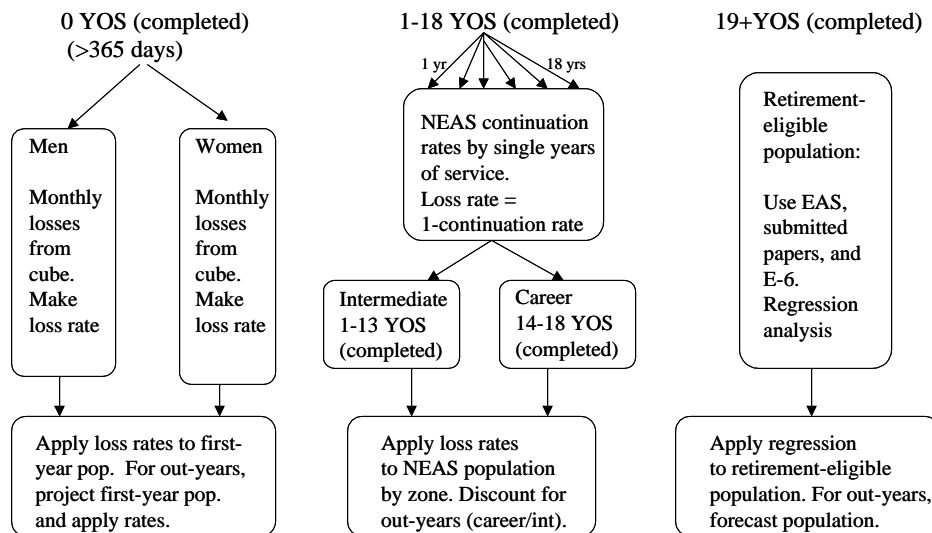 0 YOS (completed)
(>365 days)
1-18 YOS (completed)
19+YOS (completed)
1 yr
18 yrs
Men
Monthly
losses
from
cube.
Make
loss rate
Women
Monthly
losses
from
cube.
Make
loss rate
NEAS continuation
rates by single years
of service.
Loss rate =
1-continuation rate
Retirement-
eligible
population:
Use EAS,
submitted
papers, and
E-6.
Regression
analysis
Intermediate
1-13 YOS
(completed)
Career
14-18 YOS
(completed)
Apply loss rates to first-
year pop. For out-years,
project first-year pop.
and apply rates.
Apply loss rates
to NEAS population
by zone. Discount for
out-years (career/int).
Apply regression
to retirement-eligible
population. For out-years,
forecast population.